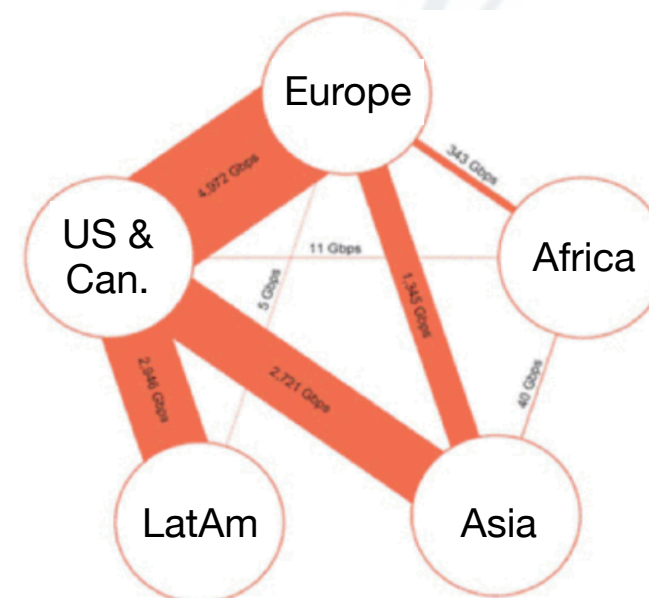 Europe
4,972 Gbps
343 Gbps
US &
Can.
11 Gbps
Africa
5 Gbps
1,345 Gbps
2,946 Gbps
2,721 Gbps
40 Gbps
LatAm
Asia